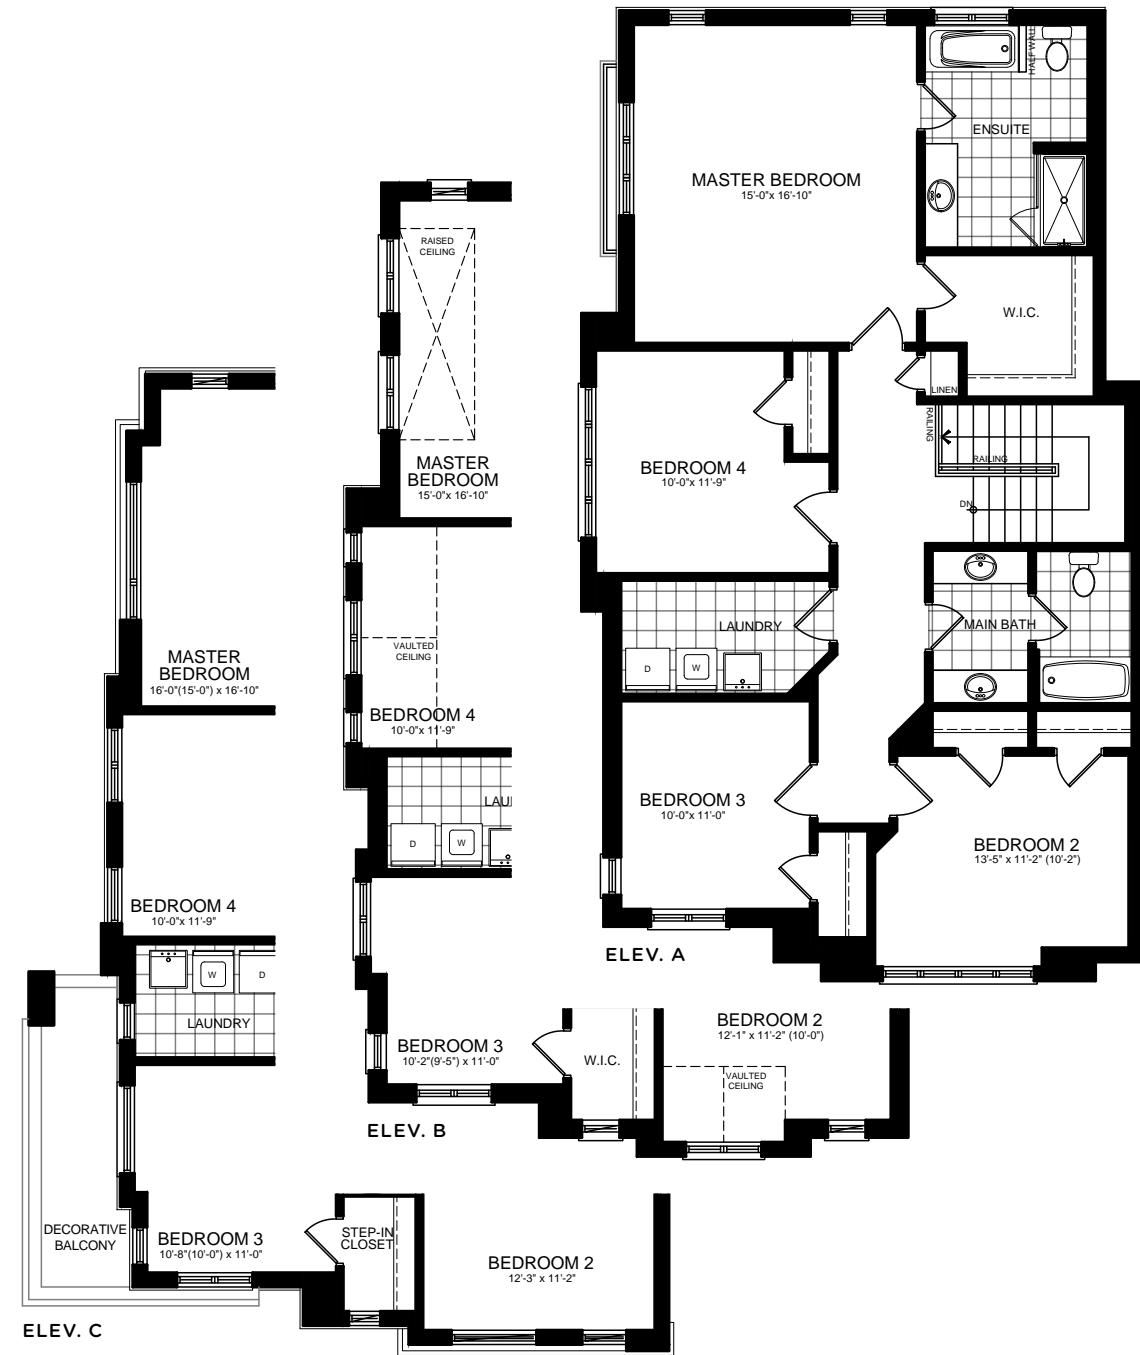 HALF WALL
ENSUITE
MASTER BEDROOM
15'-0"x 16'-10"
W.I.C.
LINEN
RAILING
RAILING
DN
BEDROOM 4
10'-0"x 11'-9"
LAUNDRY
D
W
MAIN BATH
BEDROOM 3
10'-0"x 11'-0"
BEDROOM 2
13'-5" x 11'-2" (10'-2")
ELEV. A
RAISED
CEILING
MASTER
BEDROOM
15'-0"x 16'-10"
VAULTED
CEILING
BEDROOM 4
10'-0"x 11'-9"
LAU
D
W
BEDROOM 3
10'-2"(9'-5") x 11'-0"
W.I.C.
BEDROOM 2
12'-1" x 11'-2" (10'-0")
VAULTED
CEILING
ELEV. B
MASTER
BEDROOM
16'-0"(15'-0") x 16'-10"
BEDROOM 4
10'-0"x 11'-9"
W
D
LAUNDRY
DECORATIVE
BALCONY
BEDROOM 3
10'-8"(10'-0") x 11'-0"
STEP-IN
CLOSET
BEDROOM 2
12'-3" x 11'-2"
ELEV. C